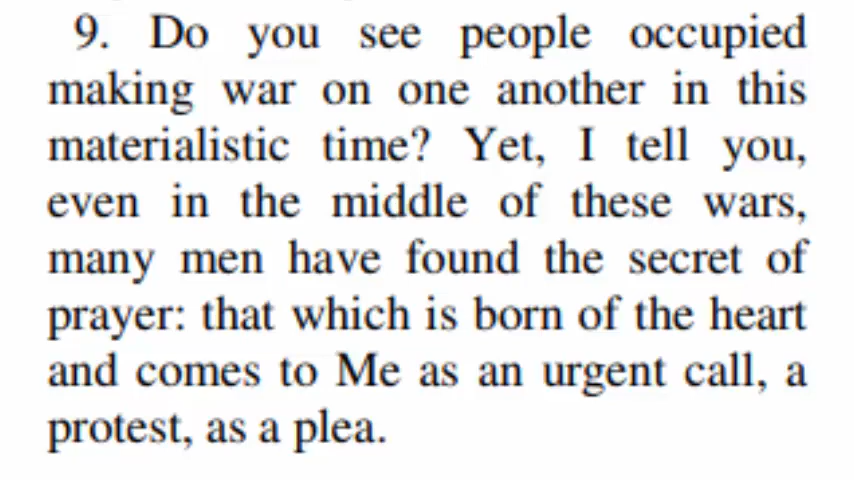 9. Do you see people occupied
making war on one another in this
materialistic time? Yet, I tell you,
even in the middle of these wars,
many men have found the secret of
prayer: that which is born of the heart
and comes to Me as an urgent call, a
protest, as a plea.